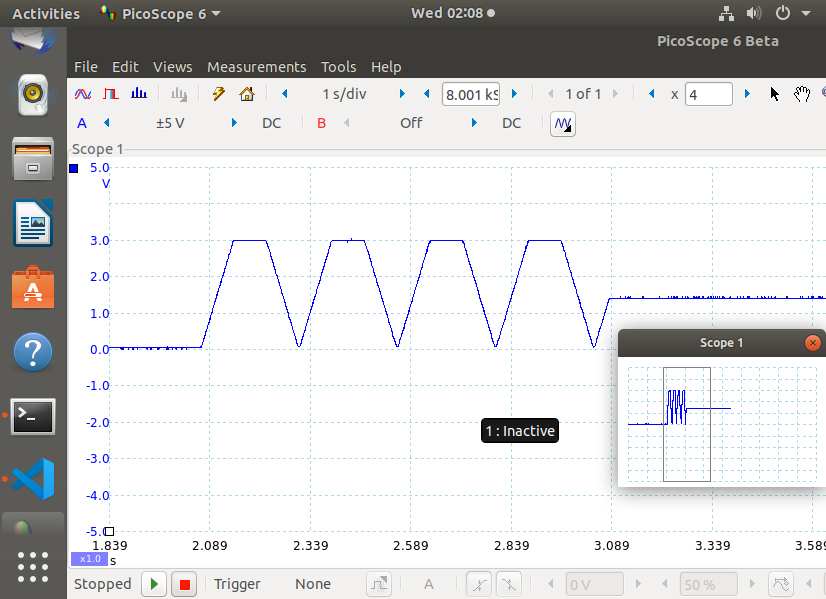 Activities PicoScope 6 Wed 02:08
PicoScope 6 Beta
File Edit Views Measurements Tools Help
1 s/div 8.001 kS 1 of 1 x 4
A ±5 V DC B Off DC
Scope 1
5.0
V
3.0
2.0
1.0
0.0
-1.0
-2.0
-3.0
-4.0
-5.0
Scope 1
1 : Inactive
1.839 2.089 2.339 2.589 2.839 3.089 3.339 3.589
x1.0 s
Stopped Trigger None A 0 V 50 %